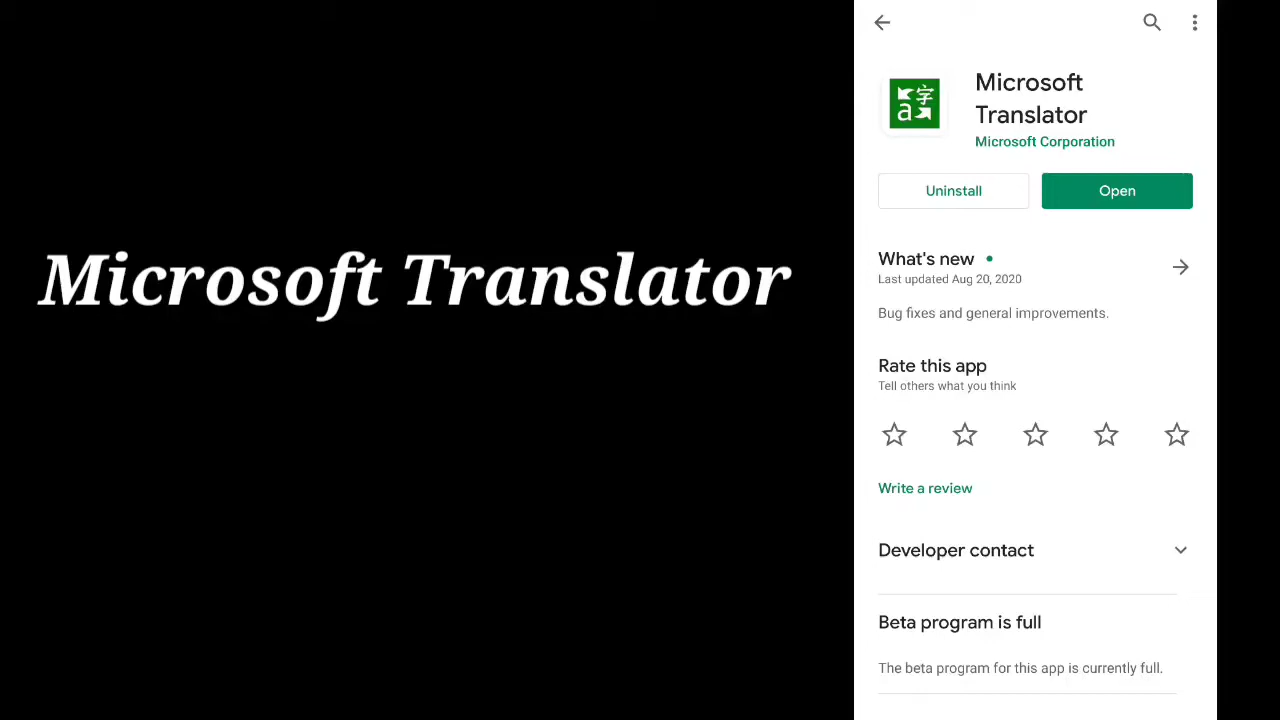 Microsoft Translator
Microsoft
Translator
Microsoft Corporation
Uninstall
Open
What's new
Last updated Aug 20, 2020
Bug fixes and general improvements.
Rate this app
Tell others what you think
Write a review
Developer contact
Beta program is full
The beta program for this app is currently full.